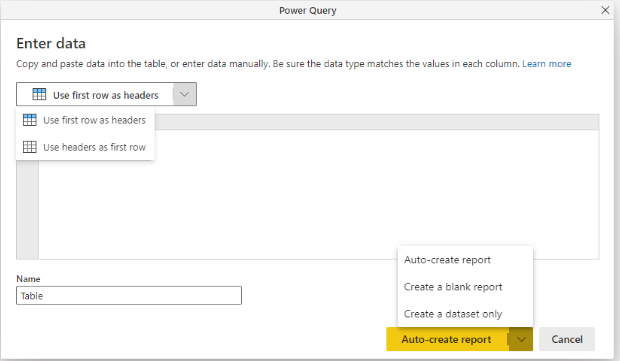 Power Query
Enter data
Copy and paste data into the table, or enter data manually. Be sure the data type matches the values in each column. Learn more
Use first row as headers
Use first row as headers
Use headers as first row
Auto-create report
Create a blank report
Create a dataset only
Name
Table
Auto-create report
Cancel